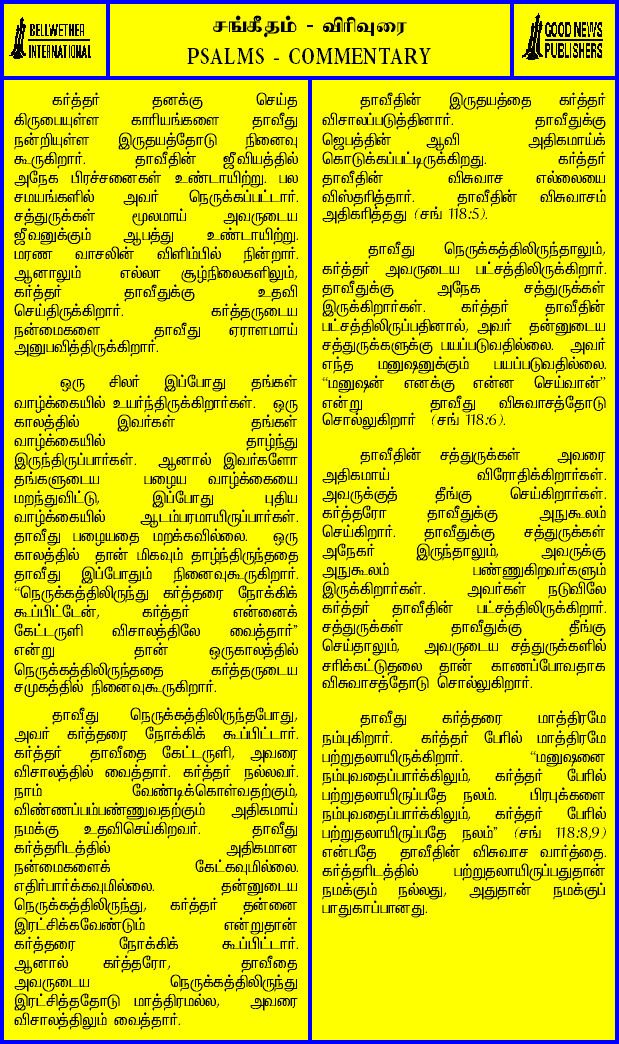 BELLWETHER
INTERNATIONAL
சங்கீதம் - விரிவுரை
PSALMS - COMMENTARY
GOOD NEWS
PUBLISHERS
கர்த்தர் தனக்கு செய்த
கிருபையுள்ள காரியங்களை தாவீது
நன்றியுள்ள இருதயத்தோடு நினைவு
கூருகிறார். தாவீதின் ஜீவியத்தில்
அநேக பிரச்சனைகள் உண்டாயிற்று. பல
சமயங்களில் அவர் நெருக்கப்பட்டார்.
சத்துருக்கள் மூலமாய் அவருடைய
ஜீவனுக்கும் ஆபத்து உண்டாயிற்று.
மரண வாசலின் விளிம்பில் நின்றார்.
ஆனாலும் எல்லா சூழ்நிலைகளிலும்,
கர்த்தர் தாவீதுக்கு உதவி
செய்திருக்கிறார். கர்த்தருடைய
நன்மைகளை தாவீது ஏராளமாய்
அனுபவித்திருக்கிறார்.
ஒரு சிலர் இப்போது தங்கள்
வாழ்க்கையில் உயர்ந்திருக்கிறார்கள். ஒரு
காலத்தில் இவர்கள் தங்கள்
வாழ்க்கையில் தாழ்ந்து
இருந்திருப்பார்கள். ஆனால் இவர்களோ
தங்களுடைய பழைய வாழ்க்கையை
மறந்துவிட்டு, இப்போது புதிய
வாழ்க்கையில் ஆடம்பரமாயிருப்பார்கள்.
தாவீது பழையதை மறக்கவில்லை. ஒரு
காலத்தில் தான் மிகவும் தாழ்ந்திருந்ததை
தாவீது இப்போதும் நினைவுகூருகிறார்.
“நெருக்கத்திலிருந்து கர்த்தரை நோக்கிக்
கூப்பிட்டேன், கர்த்தர் என்னைக்
கேட்டருளி விசாலத்திலே வைத்தார்”
என்று தான் ஒருகாலத்தில்
நெருக்கத்திலிருந்ததை கர்த்தருடைய
சமுகத்தில் நினைவுகூருகிறார்.
தாவீது நெருக்கத்திலிருந்தபோது,
அவர் கர்த்தரை நோக்கிக் கூப்பிட்டார்.
கர்த்தர் தாவீதை கேட்டருளி, அவரை
விசாலத்தில் வைத்தார். கர்த்தர் நல்லவர்.
நாம் வேண்டிக்கொள்வதற்கும்,
விண்ணப்பம்பண்ணுவதற்கும் அதிகமாய்
நமக்கு உதவிசெய்கிறவர். தாவீது
கர்த்தரிடத்தில் அதிகமான
நன்மைகளைக் கேட்கவுமில்லை.
எதிர்பார்க்கவுமில்லை. தன்னுடைய
நெருக்கத்திலிருந்து, கர்த்தர் தன்னை
இரட்சிக்கவேண்டும் என்றுதான்
கர்த்தரை நோக்கிக் கூப்பிட்டார்.
ஆனால் கர்த்தரோ, தாவீதை
அவருடைய நெருக்கத்திலிருந்து
இரட்சித்ததோடு மாத்திரமல்ல, அவரை
விசாலத்திலும் வைத்தார்.
தாவீதின் இருதயத்தை கர்த்தர்
விசாலப்படுத்தினார். தாவீதுக்கு
ஜெபத்தின் ஆவி அதிகமாய்க்
கொடுக்கப்பட்டிருக்கிறது. கர்த்தர்
தாவீதின் விசுவாச எல்லையை
விஸ்தரித்தார். தாவீதின் விசுவாசம்
அதிகரித்தது (சங் 118:5).
தாவீது நெருக்கத்திலிருந்தாலும்,
கர்த்தர் அவருடைய பட்சத்திலிருக்கிறார்.
தாவீதுக்கு அநேக சத்துருக்கள்
இருக்கிறார்கள். கர்த்தர் தாவீதின்
பட்சத்திலிருப்பதினால், அவர் தன்னுடைய
சத்துருக்களுக்கு பயப்படுவதில்லை. அவர்
எந்த மனுஷனுக்கும் பயப்படுவதில்லை.
“மனுஷன் எனக்கு என்ன செய்வான்”
என்று தாவீது விசுவாசத்தோடு
சொல்லுகிறார் (சங் 118:6).
தாவீதின் சத்துருக்கள் அவரை
அதிகமாய் விரோதிக்கிறார்கள்.
அவருக்குத் தீங்கு செய்கிறார்கள்.
கர்த்தரோ தாவீதுக்கு அநுகூலம்
செய்கிறார். தாவீதுக்கு சத்துருக்கள்
அநேகர் இருந்தாலும், அவருக்கு
அநுகூலம் பண்ணுகிறவர்களும்
இருக்கிறார்கள். அவர்கள் நடுவிலே
கர்த்தர் தாவீதின் பட்சத்திலிருக்கிறார்.
சத்துருக்கள் தாவீதுக்கு தீங்கு
செய்தாலும், அவருடைய சத்துருக்களில்
சரிக்கட்டுதலை தான் காணப்போவதாக
விசுவாசத்தோடு சொல்லுகிறார்.
தாவீது கர்த்தரை மாத்திரமே
நம்புகிறார். கர்த்தர் பேரில் மாத்திரமே
பற்றுதலாயிருக்கிறார். “மனுஷனை
நம்புவதைப்பார்க்கிலும், கர்த்தர் பேரில்
பற்றுதலாயிருப்பதே நலம். பிரபுக்களை
நம்புவதைப்பார்க்கிலும், கர்த்தர் பேரில்
பற்றுதலாயிருப்பதே நலம்” (சங் 118:8,9)
என்பதே தாவீதின் விசுவாச வார்த்தை.
கர்த்தரிடத்தில் பற்றுதலாயிருப்பதுதான்
நமக்கும் நல்லது, அதுதான் நமக்குப்
பாதுகாப்பானது.